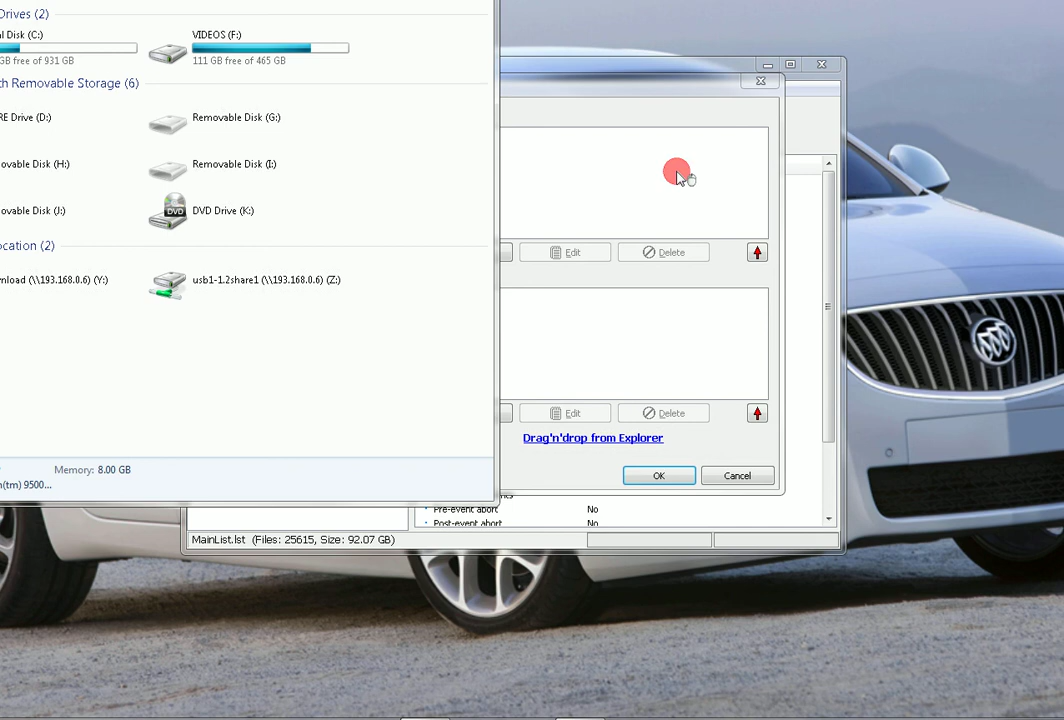 Drives (2)
l Disk (C:)
GB free of 931 GB
VIDEOS (F:)
111 GB free of 465 GB
th Removable Storage (6)
RE Drive (D:)
Removable Disk (G:)
ovable Disk (H:)
Removable Disk (I:)
ovable Disk (J:)
DVD
DVD Drive (K:)
ocation (2)
wnload (\\193.168.0.6) (Y:)
usb1-1.2share1 (\\193.168.0.6) (Z:)
Memory: 8.00 GB
n(tm) 9500...
Edit
Delete
Edit
Delete
Drag'n'drop from Explorer
OK
Cancel
Pre-event abort
No
Post-event abort
No
MainList.lst (Files: 25615, Size: 92.07 GB)